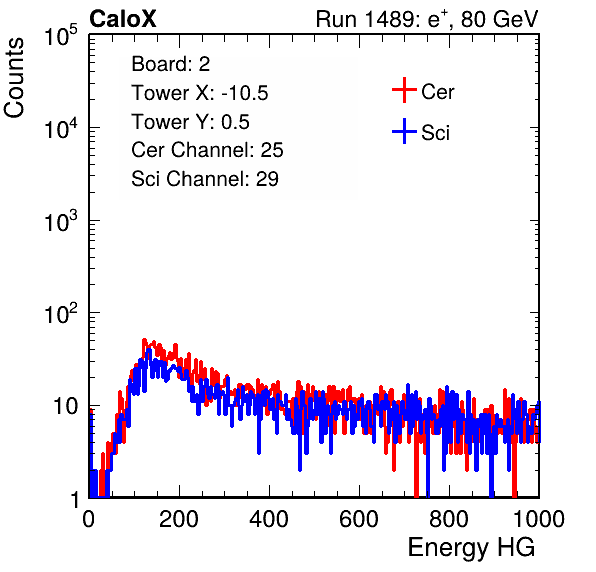 CaloX Run 1489: e⁺, 80 GeV
Counts
10⁵
10⁴
10³
10²
10
1
Board: 2
Tower X: -10.5
Tower Y: 0.5
Cer Channel: 25
Sci Channel: 29
Cer
Sci
0 200 400 600 800 1000
Energy HG